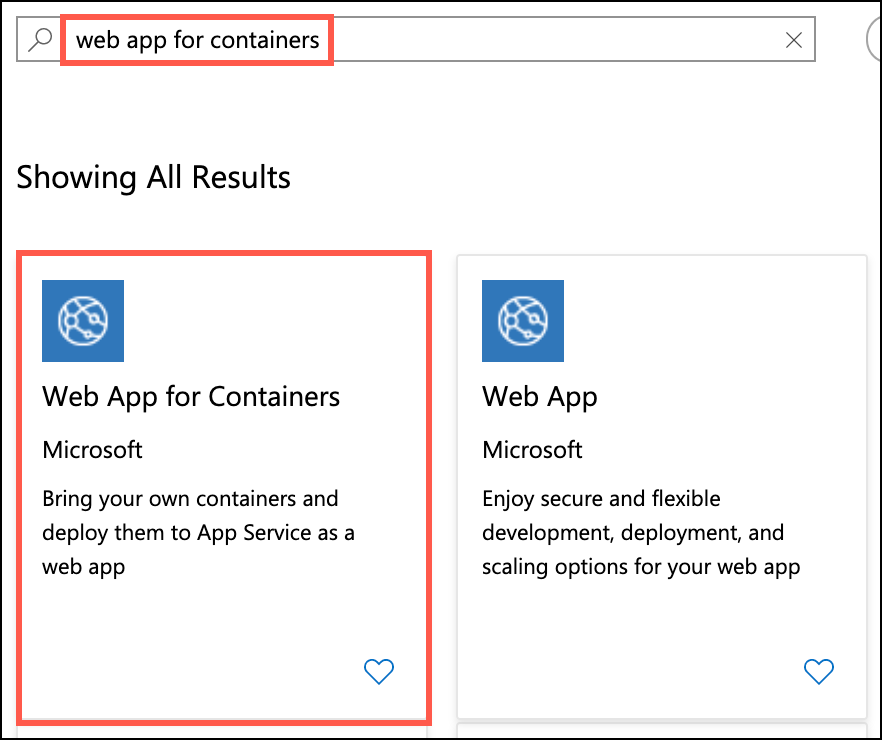 web app for containers
Showing All Results
Web App for Containers
Microsoft
Bring your own containers and
deploy them to App Service as a
web app
Web App
Microsoft
Enjoy secure and flexible
development, deployment, and
scaling options for your web app